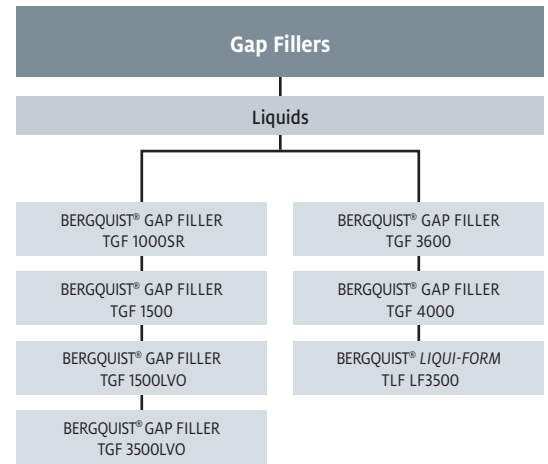 Gap Fillers
Liquids
BERGQUIST® GAP FILLER
TGF 1000SR
BERGQUIST® GAP FILLER
TGF 1500
BERGQUIST® GAP FILLER
TGF 1500LVO
BERGQUIST® GAP FILLER
TGF 3500LVO
BERGQUIST® GAP FILLER
TGF 3600
BERGQUIST® GAP FILLER
TGF 4000
BERGQUIST® LIQUI-FORM
TLF LF3500